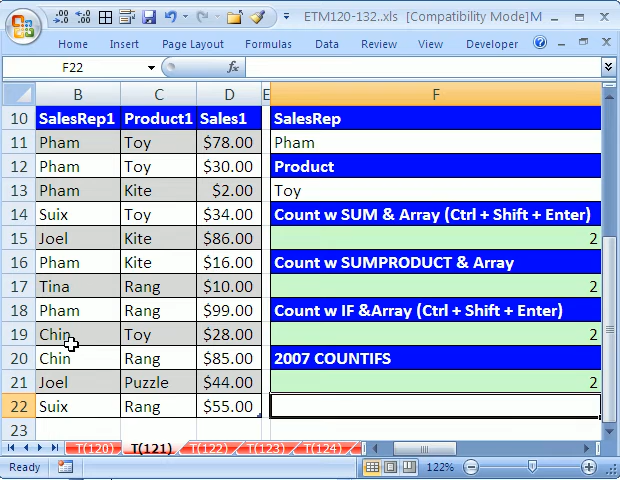 ETM120-132..xls [Compatibility Mode] M
Home Insert Page Layout Formulas View Developer
F22 fx
B C D E F
10 SalesRep1 Product1 Sales1 SalesRep
11 Pham Toy $78.00 Pham
12 Pham Toy $30.00 Product
13 Pham Kite $2.00 Toy
14 Suix Toy $34.00 Count w SUM & Array (Ctrl + Shift + Enter)
15 Joel Kite $86.00 2
16 Pham Kite $16.00 Count w SUMPRODUCT & Array
17 Tina Rang $10.00 2
18 Pham Rang $99.00 Count w IF &Array (Ctrl + Shift + Enter)
19 Chin Toy $28.00 2
20 Chin Rang $85.00 2007 COUNTIFS
21 Joel Puzzle $44.00 2
22 Suix Rang $55.00
23
T(120) T(121) T(122) T(123) T(124)
Ready 122%